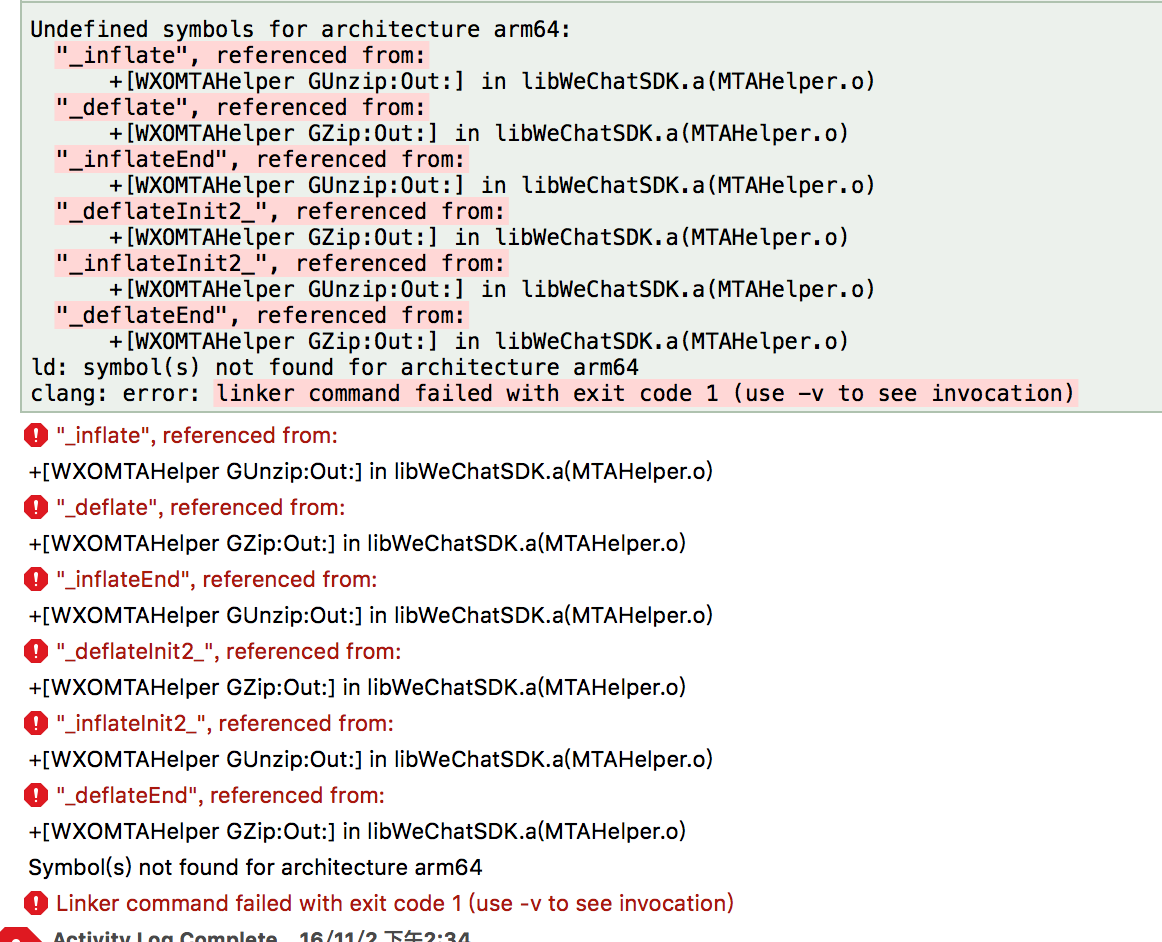 Undefined symbols for architecture arm64:
"_inflate", referenced from:
+[WXOMTAHelper GUnzip:Out:] in libWeChatSDK.a(MTAHelper.o)
"_deflate", referenced from:
+[WXOMTAHelper GZip:Out:] in libWeChatSDK.a(MTAHelper.o)
"_inflateEnd", referenced from:
+[WXOMTAHelper GUnzip:Out:] in libWeChatSDK.a(MTAHelper.o)
"_deflateInit2_", referenced from:
+[WXOMTAHelper GZip:Out:] in libWeChatSDK.a(MTAHelper.o)
"_inflateInit2_", referenced from:
+[WXOMTAHelper GUnzip:Out:] in libWeChatSDK.a(MTAHelper.o)
"_deflateEnd", referenced from:
+[WXOMTAHelper GZip:Out:] in libWeChatSDK.a(MTAHelper.o)
ld: symbol(s) not found for architecture arm64
clang: error: linker command failed with exit code 1 (use -v to see invocation)
"_inflate", referenced from:
+[WXOMTAHelper GUnzip:Out:] in libWeChatSDK.a(MTAHelper.o)
"_deflate", referenced from:
+[WXOMTAHelper GZip:Out:] in libWeChatSDK.a(MTAHelper.o)
"_inflateEnd", referenced from:
+[WXOMTAHelper GUnzip:Out:] in libWeChatSDK.a(MTAHelper.o)
"_deflateInit2_", referenced from:
+[WXOMTAHelper GZip:Out:] in libWeChatSDK.a(MTAHelper.o)
"_inflateInit2_", referenced from:
+[WXOMTAHelper GUnzip:Out:] in libWeChatSDK.a(MTAHelper.o)
"_deflateEnd", referenced from:
+[WXOMTAHelper GZip:Out:] in libWeChatSDK.a(MTAHelper.o)
Symbol(s) not found for architecture arm64
Linker command failed with exit code 1 (use -v to see invocation)
Activity Log Complete 16/11/2 下午2:34